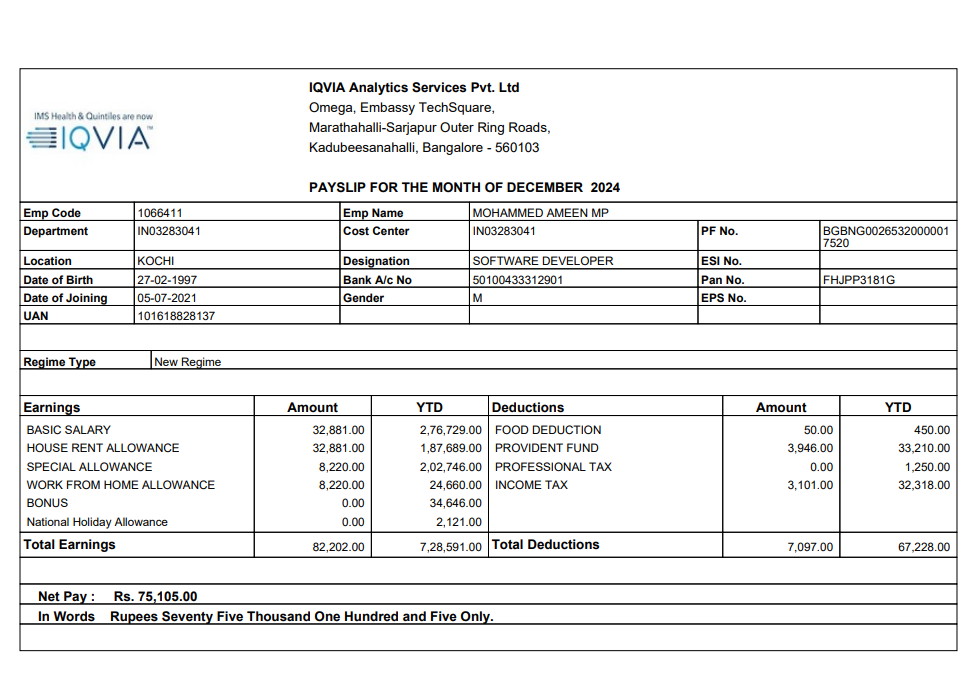 IMS Health & Quintiles are now
IQVIA™
IQVIA Analytics Services Pvt. Ltd
Omega, Embassy TechSquare,
Marathahalli-Sarjapur Outer Ring Roads,
Kadubeesanahalli, Bangalore - 560103
PAYSLIP FOR THE MONTH OF DECEMBER 2024
Emp Code 1066411 Emp Name MOHAMMED AMEEN MP
Department IN03283041 Cost Center IN03283041 PF No. BGBNG0026532000001
7520
Location KOCHI Designation SOFTWARE DEVELOPER ESI No.
Date of Birth 27-02-1997 Bank A/c No 50100433312901 Pan No. FHJPP3181G
Date of Joining 05-07-2021 Gender M EPS No.
UAN 101618828137
Regime Type New Regime
Earnings Amount YTD Deductions Amount YTD
BASIC SALARY 32,881.00 2,76,729.00 FOOD DEDUCTION 50.00 450.00
HOUSE RENT ALLOWANCE 32,881.00 1,87,689.00 PROVIDENT FUND 3,946.00 33,210.00
SPECIAL ALLOWANCE 8,220.00 2,02,746.00 PROFESSIONAL TAX 0.00 1,250.00
WORK FROM HOME ALLOWANCE 8,220.00 24,660.00 INCOME TAX 3,101.00 32,318.00
BONUS 0.00 34,646.00
National Holiday Allowance 0.00 2,121.00
Total Earnings 82,202.00 7,28,591.00 Total Deductions 7,097.00 67,228.00
Net Pay : Rs. 75,105.00
In Words Rupees Seventy Five Thousand One Hundred and Five Only.